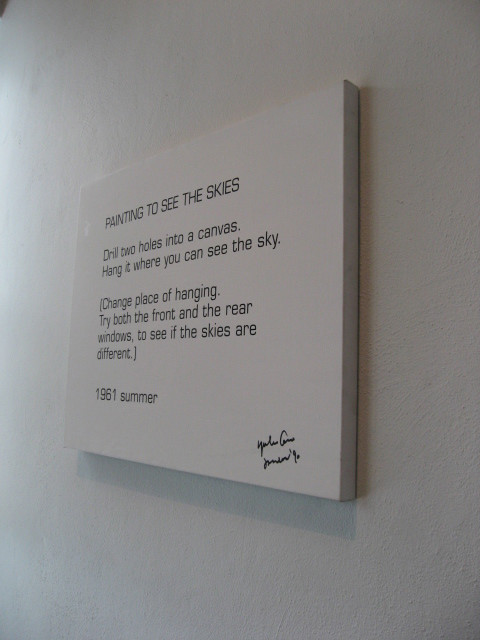 PAINTING TO SEE THE SKIES
Drill two holes into a canvas.
Hang it where you can see the sky.
(Change place of hanging.
Try both the front and the rear
windows, to see if the skies are
different.)
1961 summer